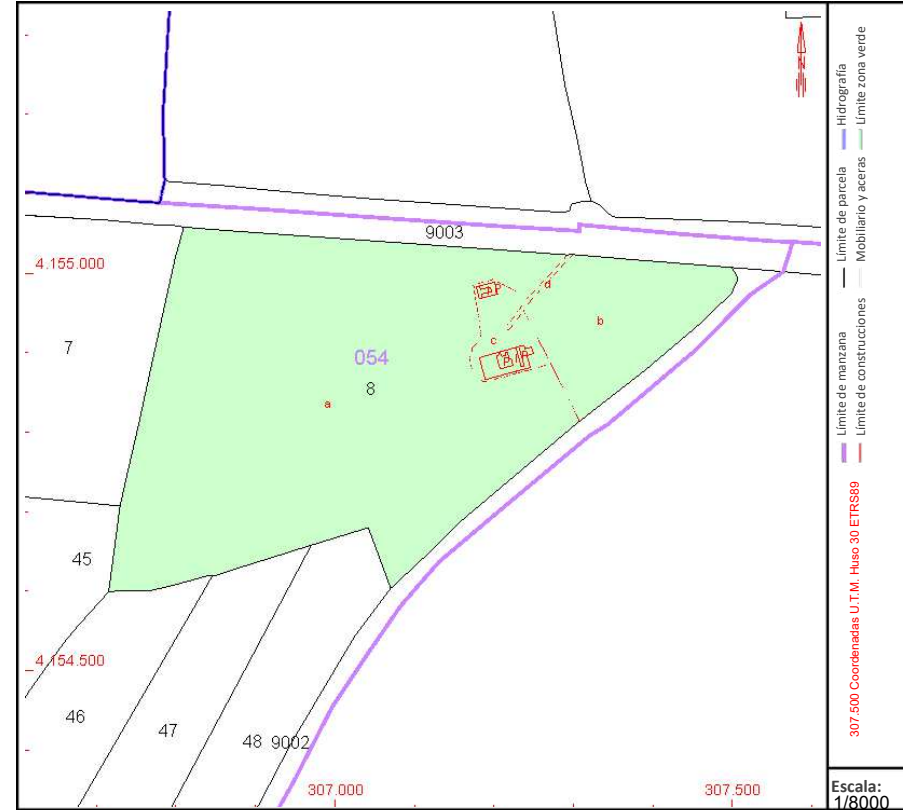 9003
4.155.000
7
054
8
a
b
c
d
45
4.154.500
46
47
48
9002
307.000
307.500
N
307.500 Coordenadas U.T.M. Huso 30 ETRS89
Límite de manzana
Límite de parcela
Hidrografía
Límite de construcciones
Mobiliario y aceras
Límite zona verde
Escala:
1/8000